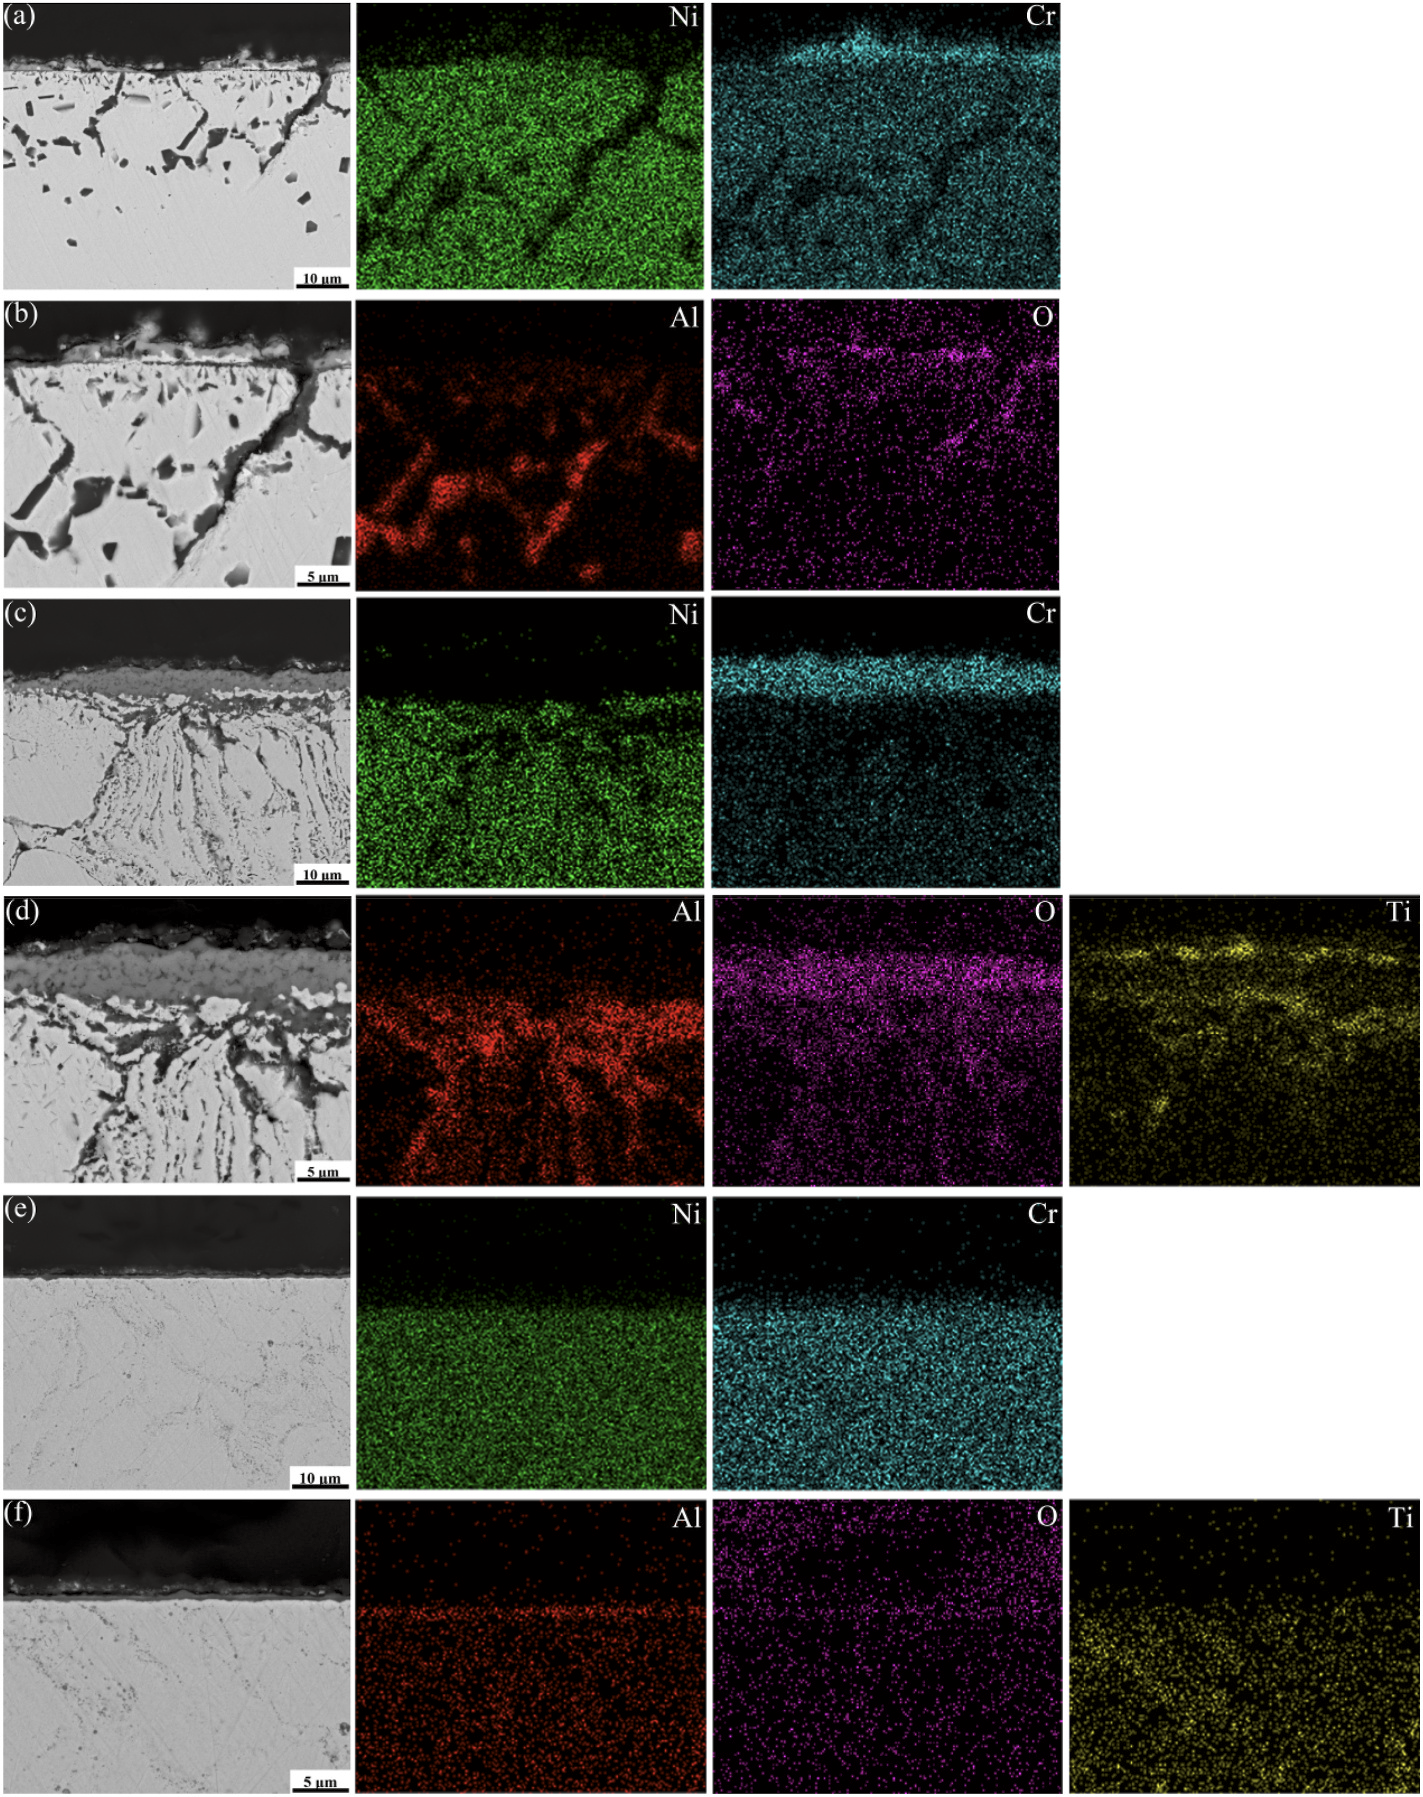 (a) Ni Cr
10 μm
(b) Al O
5 μm
(c) Ni Cr
10 μm
(d) Al O Ti
5 μm
(e) Ni Cr
10 μm
(f) Al O Ti
5 μm